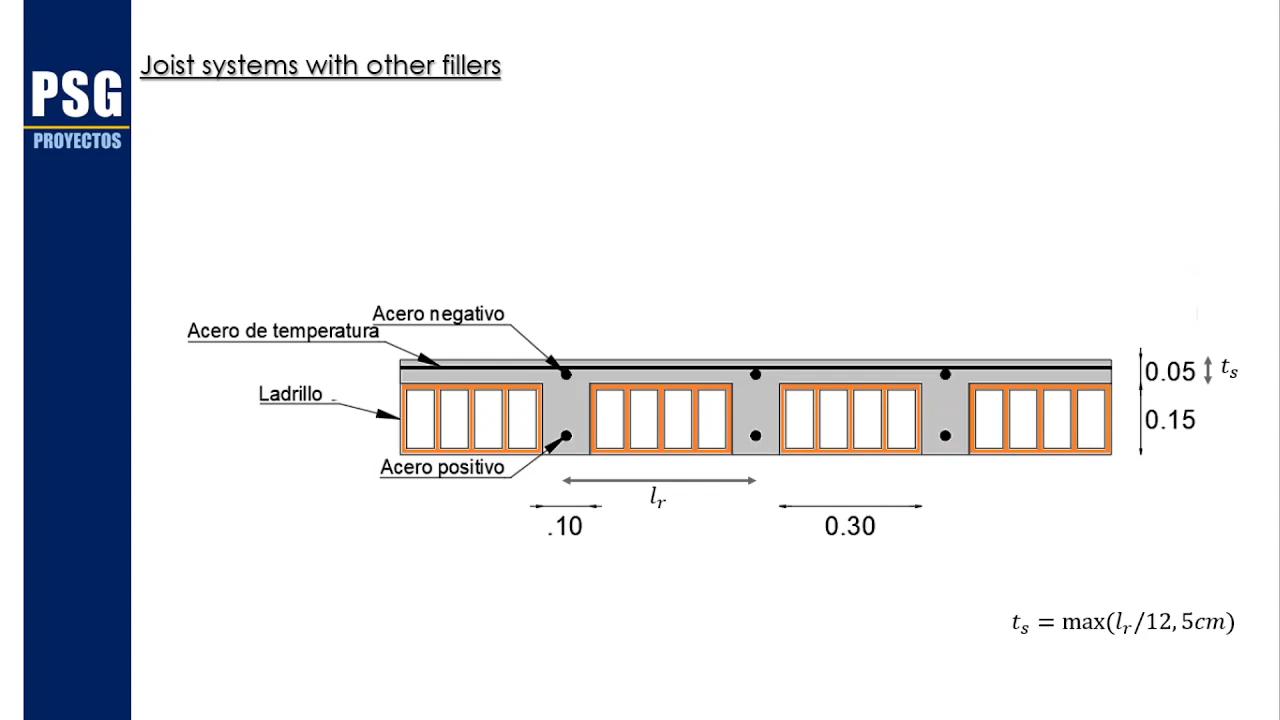 PSG
PROYECTOS
Joist systems with other fillers
Acero negativo
Acero de temperatura
Ladrillo
Acero positivo
0.05
t_s
0.15
l_r
.10
0.30
t_s = max(l_r/12, 5cm)